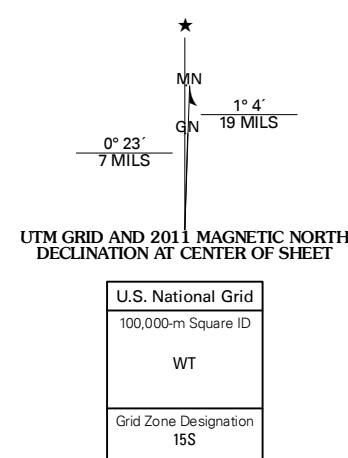 ★
MN
1° 4´
19 MILS
GN
0° 23´
7 MILS
UTM GRID AND 2011 MAGNETIC NORTH
DECLINATION AT CENTER OF SHEET
U.S. National Grid
100,000-m Square ID
WT
Grid Zone Designation
15S